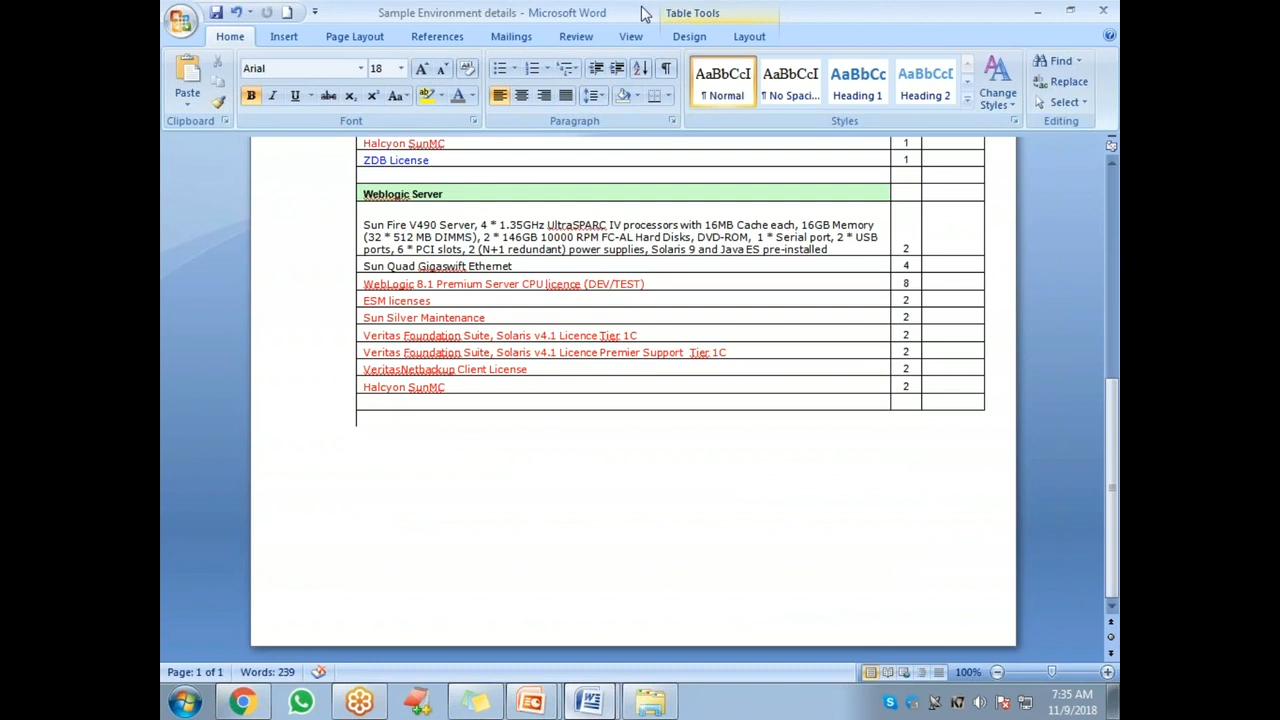 Sample Environment details - Microsoft Word
Table Tools
Home
Insert
Page Layout
References
Mailings
Review
View
Design
Layout
Paste
Clipboard
Arial
18
B I U abc x₂ x² Aa
Font
Paragraph
AaBbCcI
¶ Normal
AaBbCcI
¶ No Spaci...
AaBbCc
Heading 1
AaBbCcI
Heading 2
Change
Styles
Styles
Find
Replace
Select
Editing
Halcyon SunMC 1
ZDB License 1
Weblogic Server
Sun Fire V490 Server, 4 * 1.35GHz UltraSPARC IV processors with 16MB Cache each, 16GB Memory
(32 * 512 MB DIMMS), 2 * 146GB 10000 RPM FC-AL Hard Disks, DVD-ROM, 1 * Serial port, 2 * USB
ports, 6 * PCI slots, 2 (N+1 redundant) power supplies, Solaris 9 and Java ES pre-installed 2
Sun Quad Gigaswift Ethernet 4
WebLogic 8.1 Premium Server CPU licence (DEV/TEST) 8
ESM licenses 2
Sun Silver Maintenance 2
Veritas Foundation Suite, Solaris v4.1 Licence Tier 1C 2
Veritas Foundation Suite, Solaris v4.1 Licence Premier Support Tier 1C 2
VeritasNetbackup Client License 2
Halcyon SunMC 2
Page: 1 of 1
Words: 239
100%
7:35 AM
11/9/2018